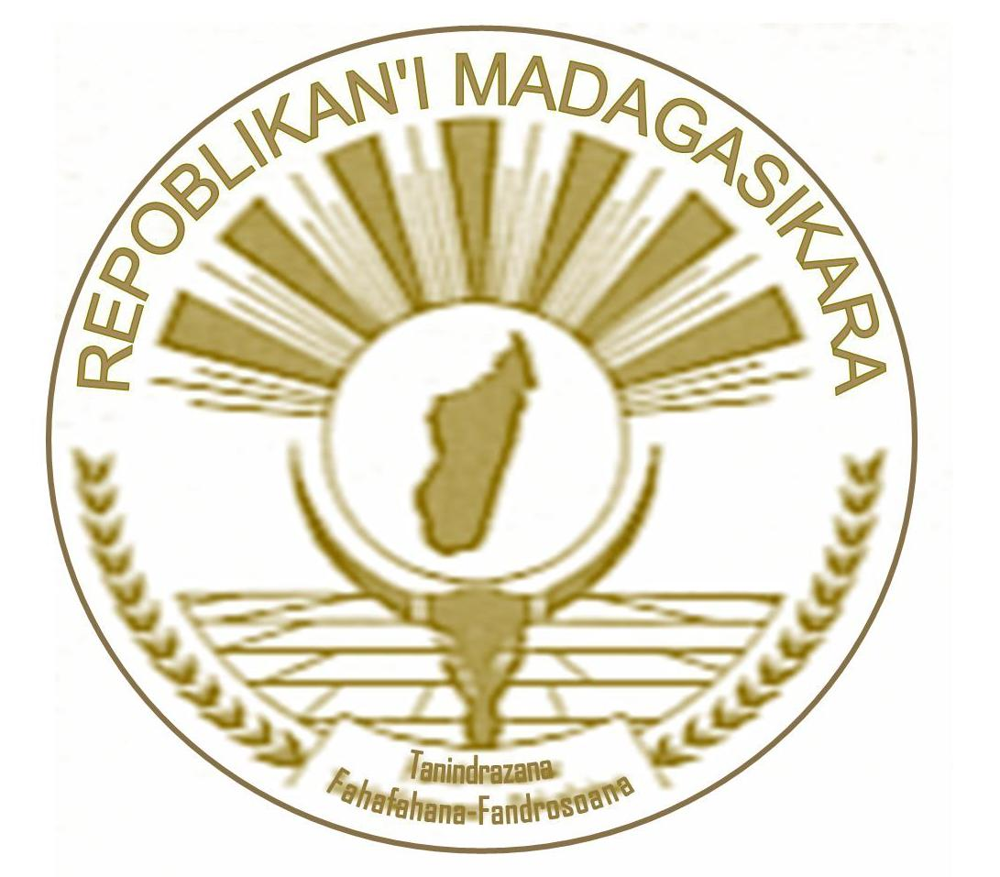 REPOBLIKAN'I MADAGASIKARA
Tanindrazana
Fahafahana-Fandrosoana